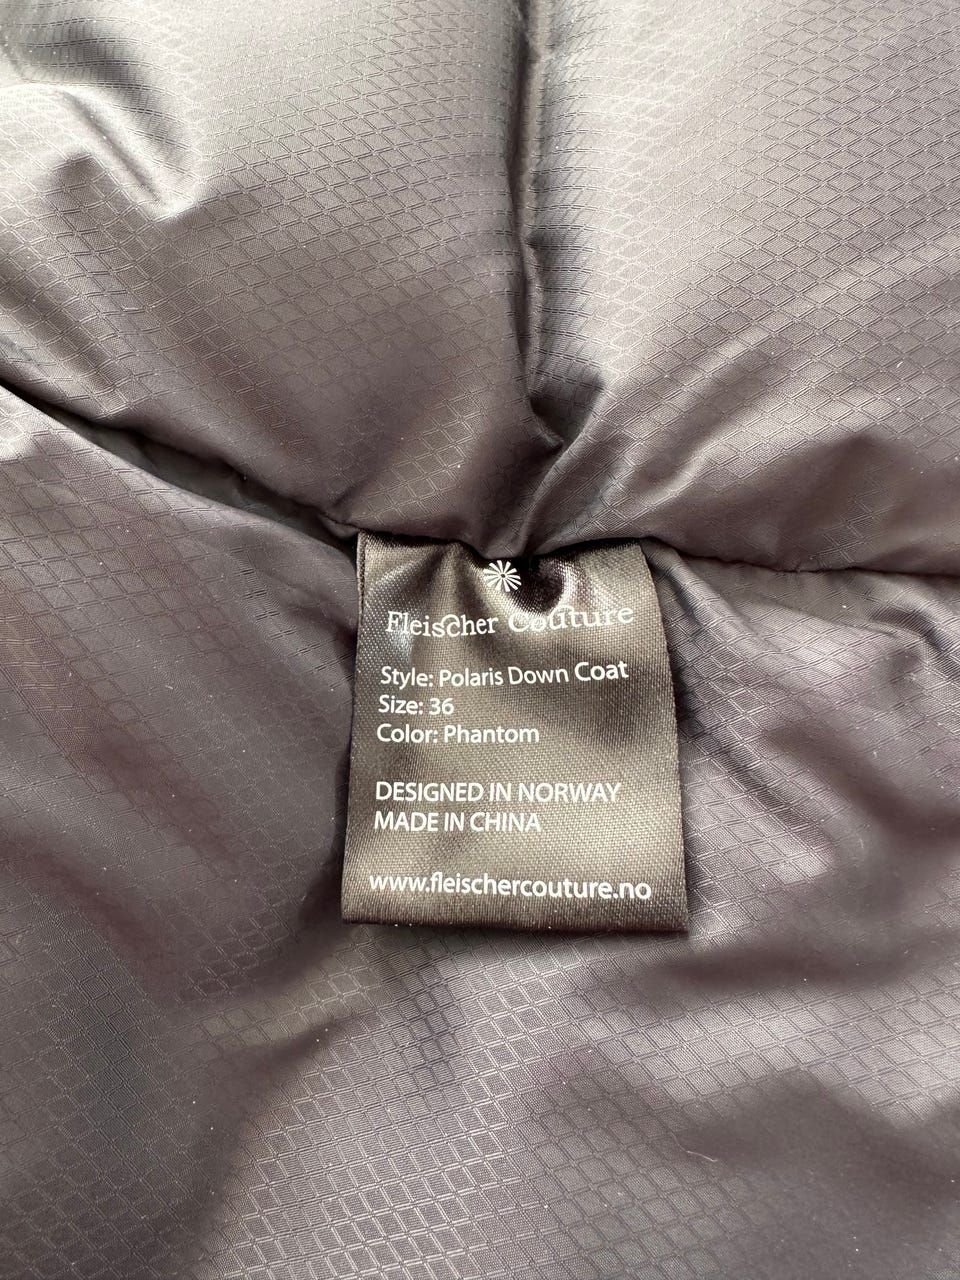 Fleischer Couture
Style: Polaris Down Coat
Size: 36
Color: Phantom
DESIGNED IN NORWAY
MADE IN CHINA
www.fleischercouture.no